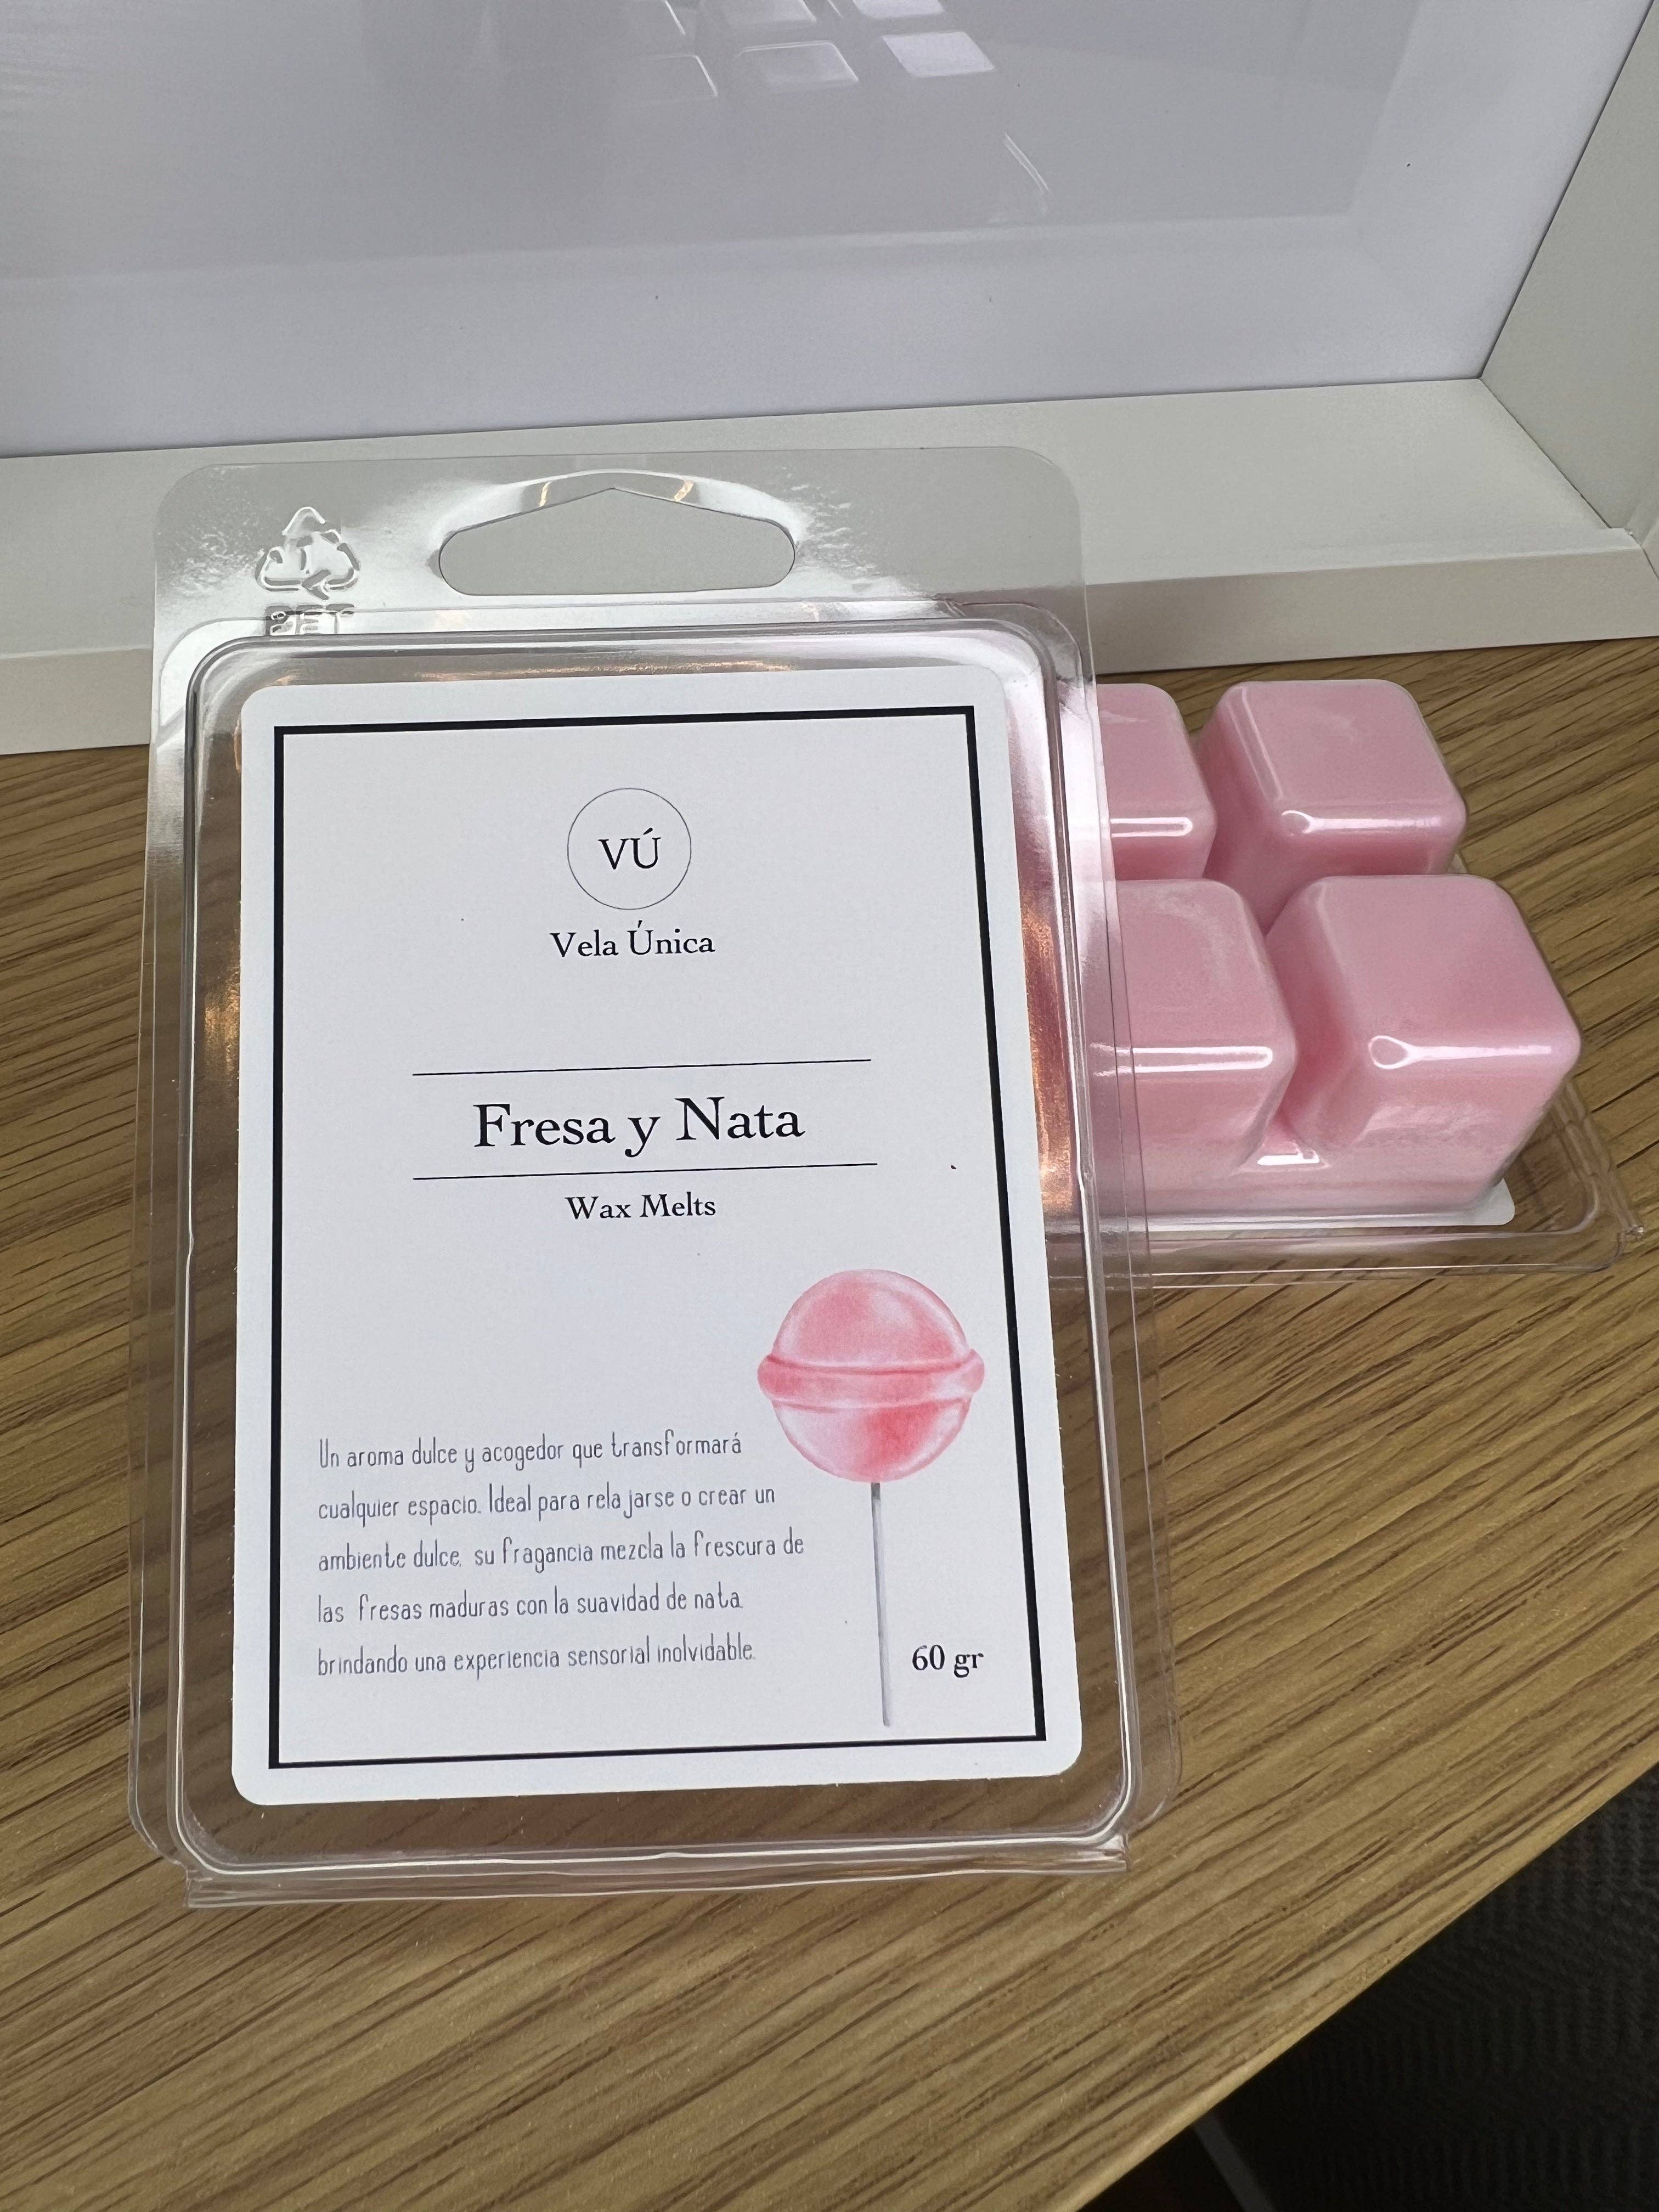 1
PET
VÚ
Vela Única
Fresa y Nata
Wax Melts
Un aroma dulce y acogedor que transformará
cualquier espacio. Ideal para relajarse o crear un
ambiente dulce, su fragancia mezcla la frescura de
las fresas maduras con la suavidad de nata,
brindando una experiencia sensorial inolvidable.
60 gr